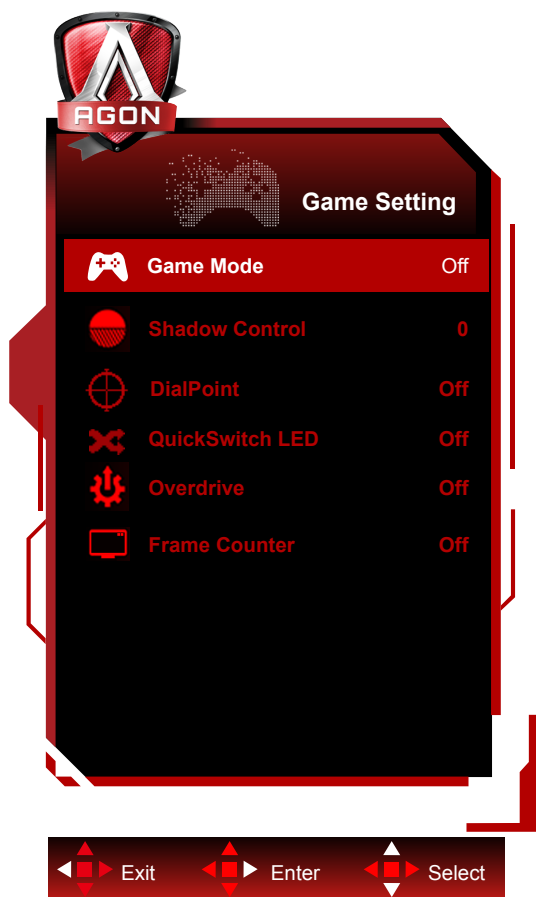 AGON
Game Setting
Game Mode Off
Shadow Control 0
DialPoint Off
QuickSwitch LED Off
Overdrive Off
Frame Counter Off
Exit Enter Select